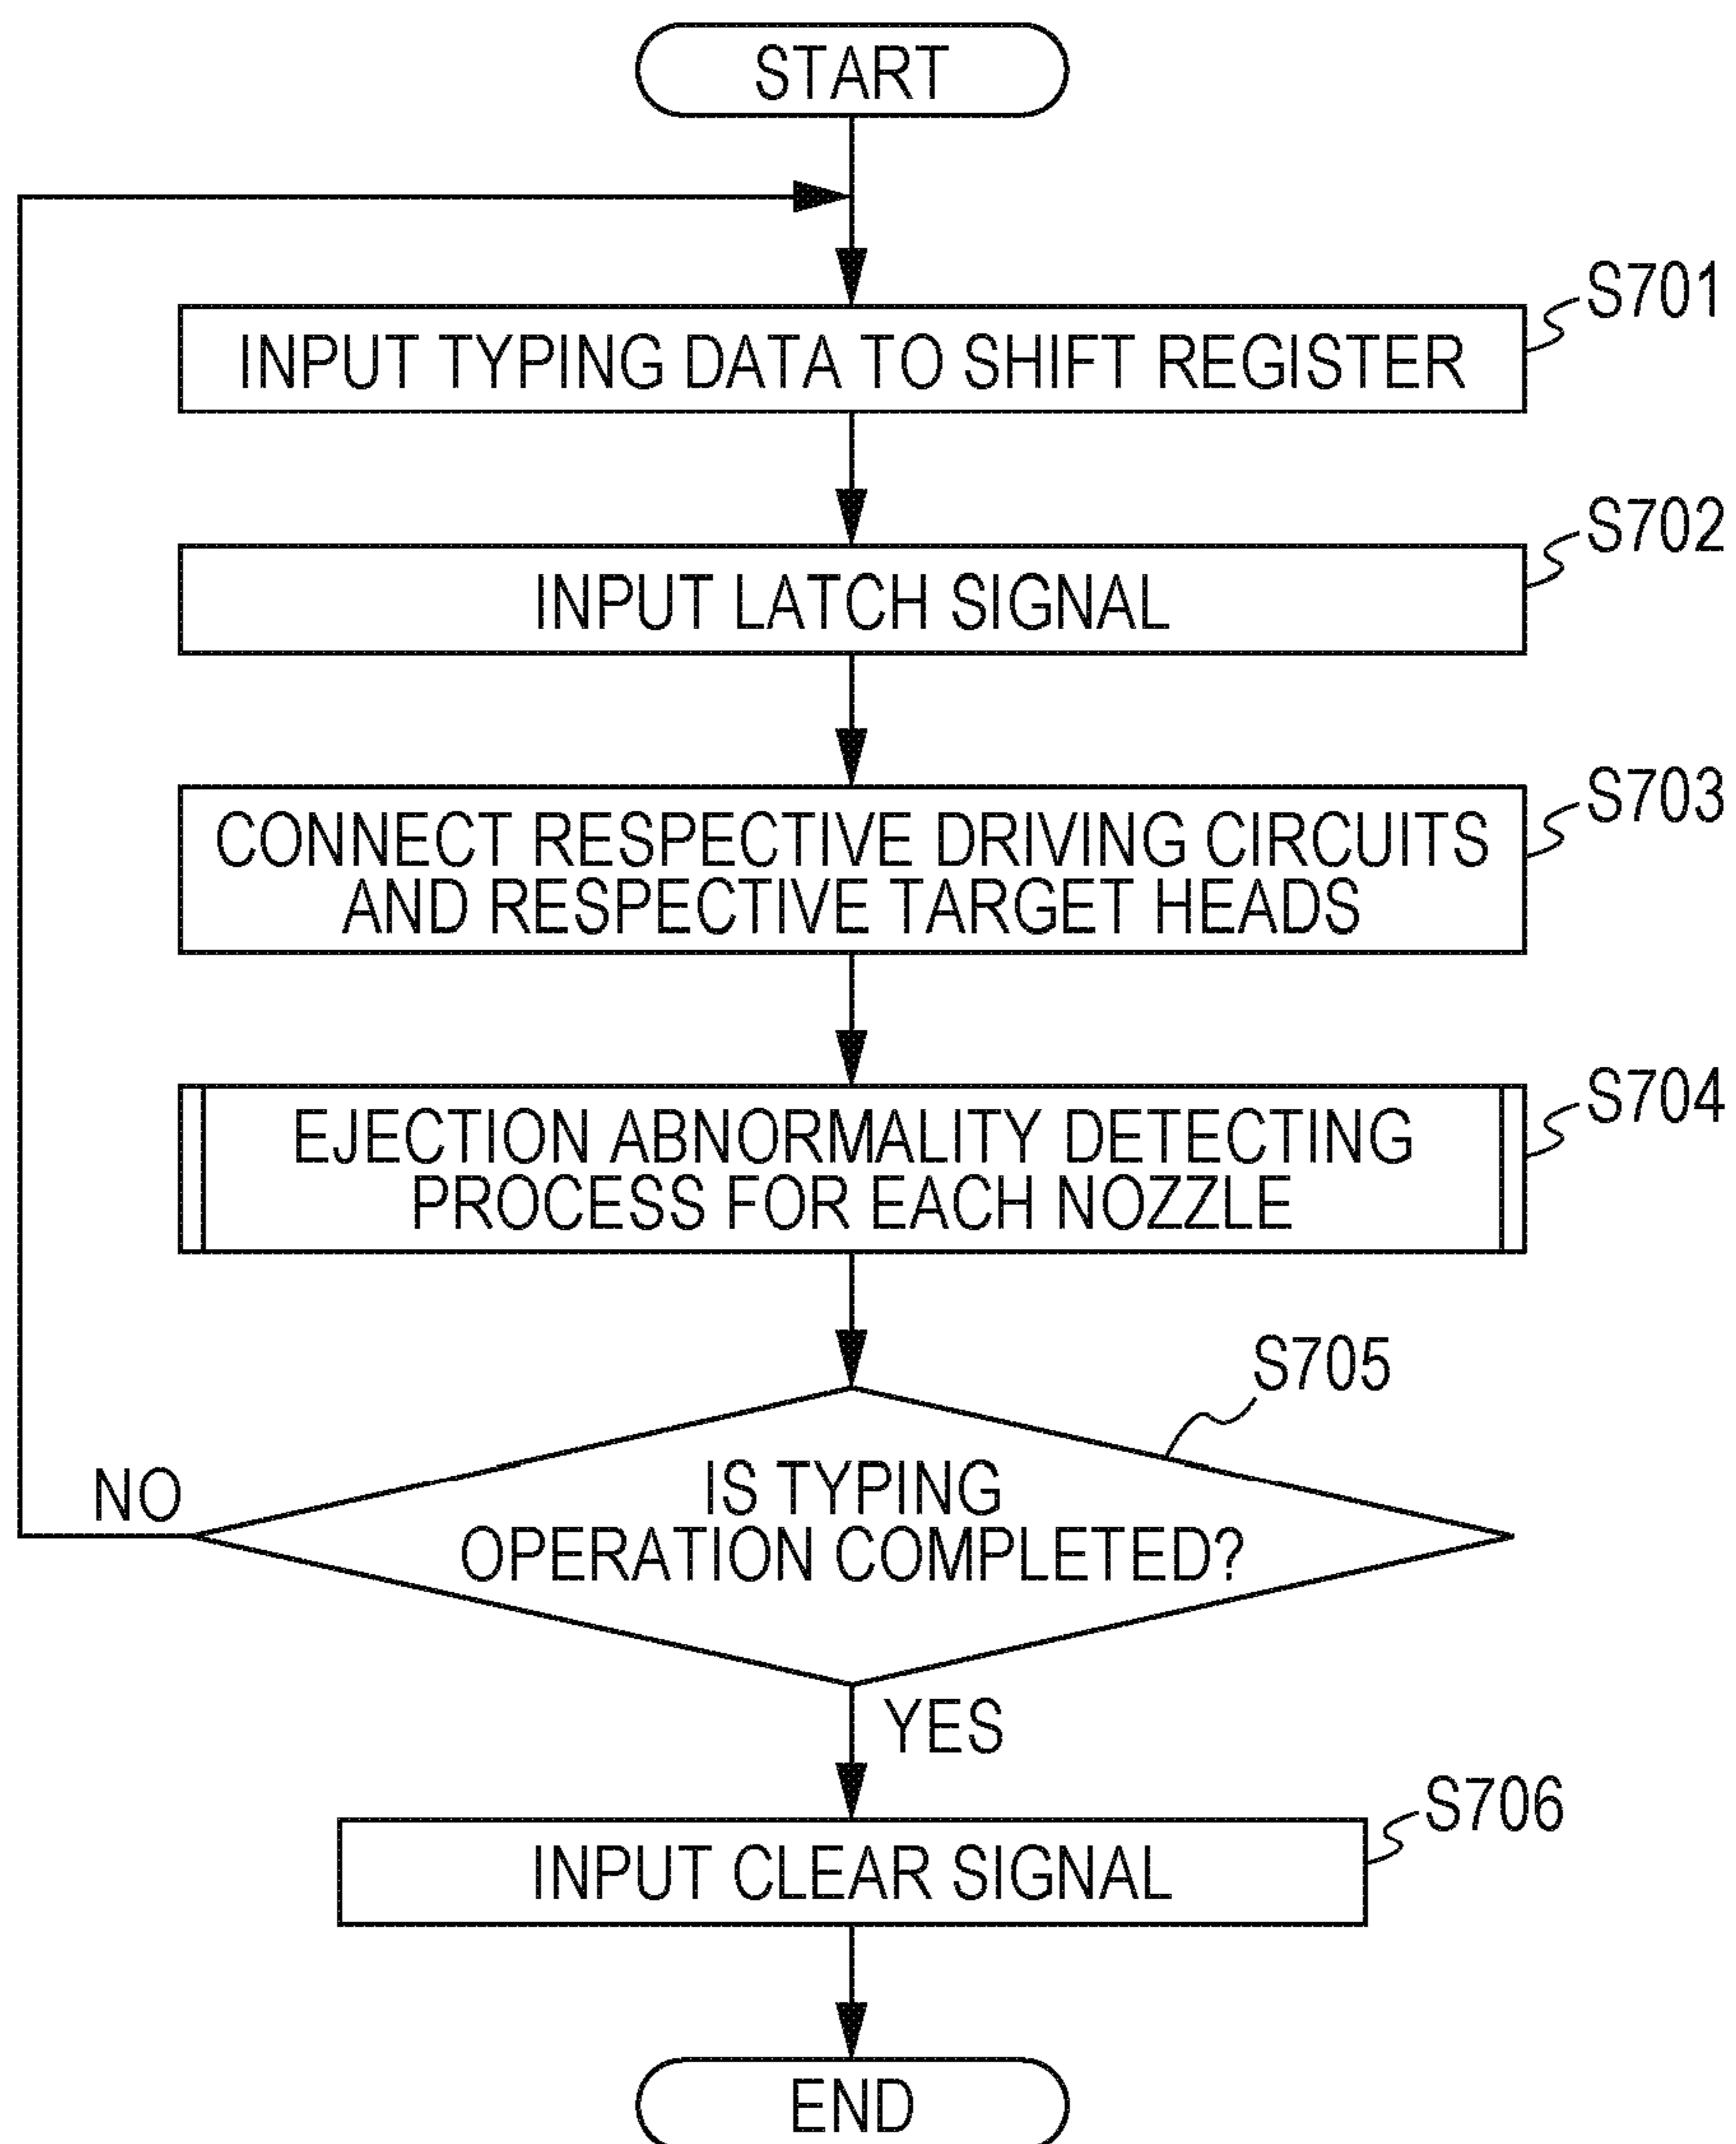 START
S701
INPUT TYPING DATA TO SHIFT REGISTER
S702
INPUT LATCH SIGNAL
S703
CONNECT RESPECTIVE DRIVING CIRCUITS
AND RESPECTIVE TARGET HEADS
S704
EJECTION ABNORMALITY DETECTING
PROCESS FOR EACH NOZZLE
S705
NO
IS TYPING
OPERATION COMPLETED?
YES
S706
INPUT CLEAR SIGNAL
END